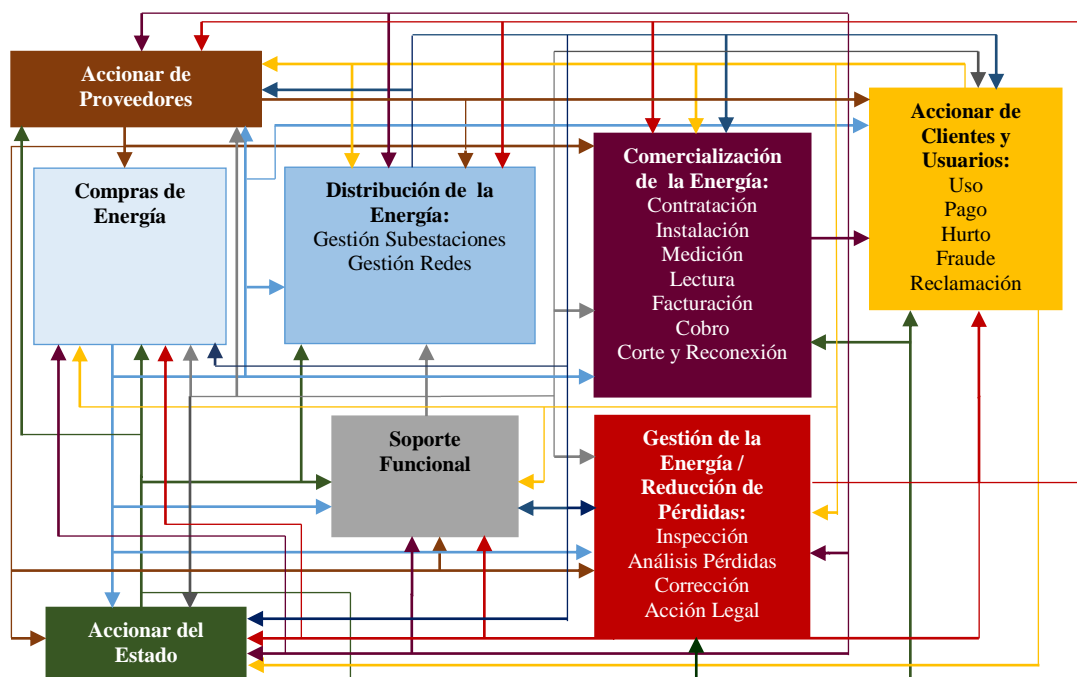 Accionar de
Proveedores
Compras de
Energía
Distribución de la
Energía:
Gestión Subestaciones
Gestión Redes
Comercialización
de la Energía:
Contratación
Instalación
Medición
Lectura
Facturación
Cobro
Corte y Reconexión
Accionar de
Clientes y
Usuarios:
Uso
Pago
Hurto
Fraude
Reclamación
Soporte
Funcional
Gestión de la
Energía /
Reducción de
Pérdidas:
Inspección
Análisis Pérdidas
Corrección
Acción Legal
Accionar del
Estado